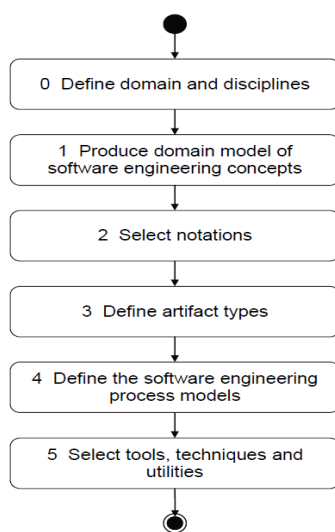 0 Define domain and disciplines
1 Produce domain model of
software engineering concepts
2 Select notations
3 Define artifact types
4 Define the software engineering
process models
5 Select tools, techniques and
utilities